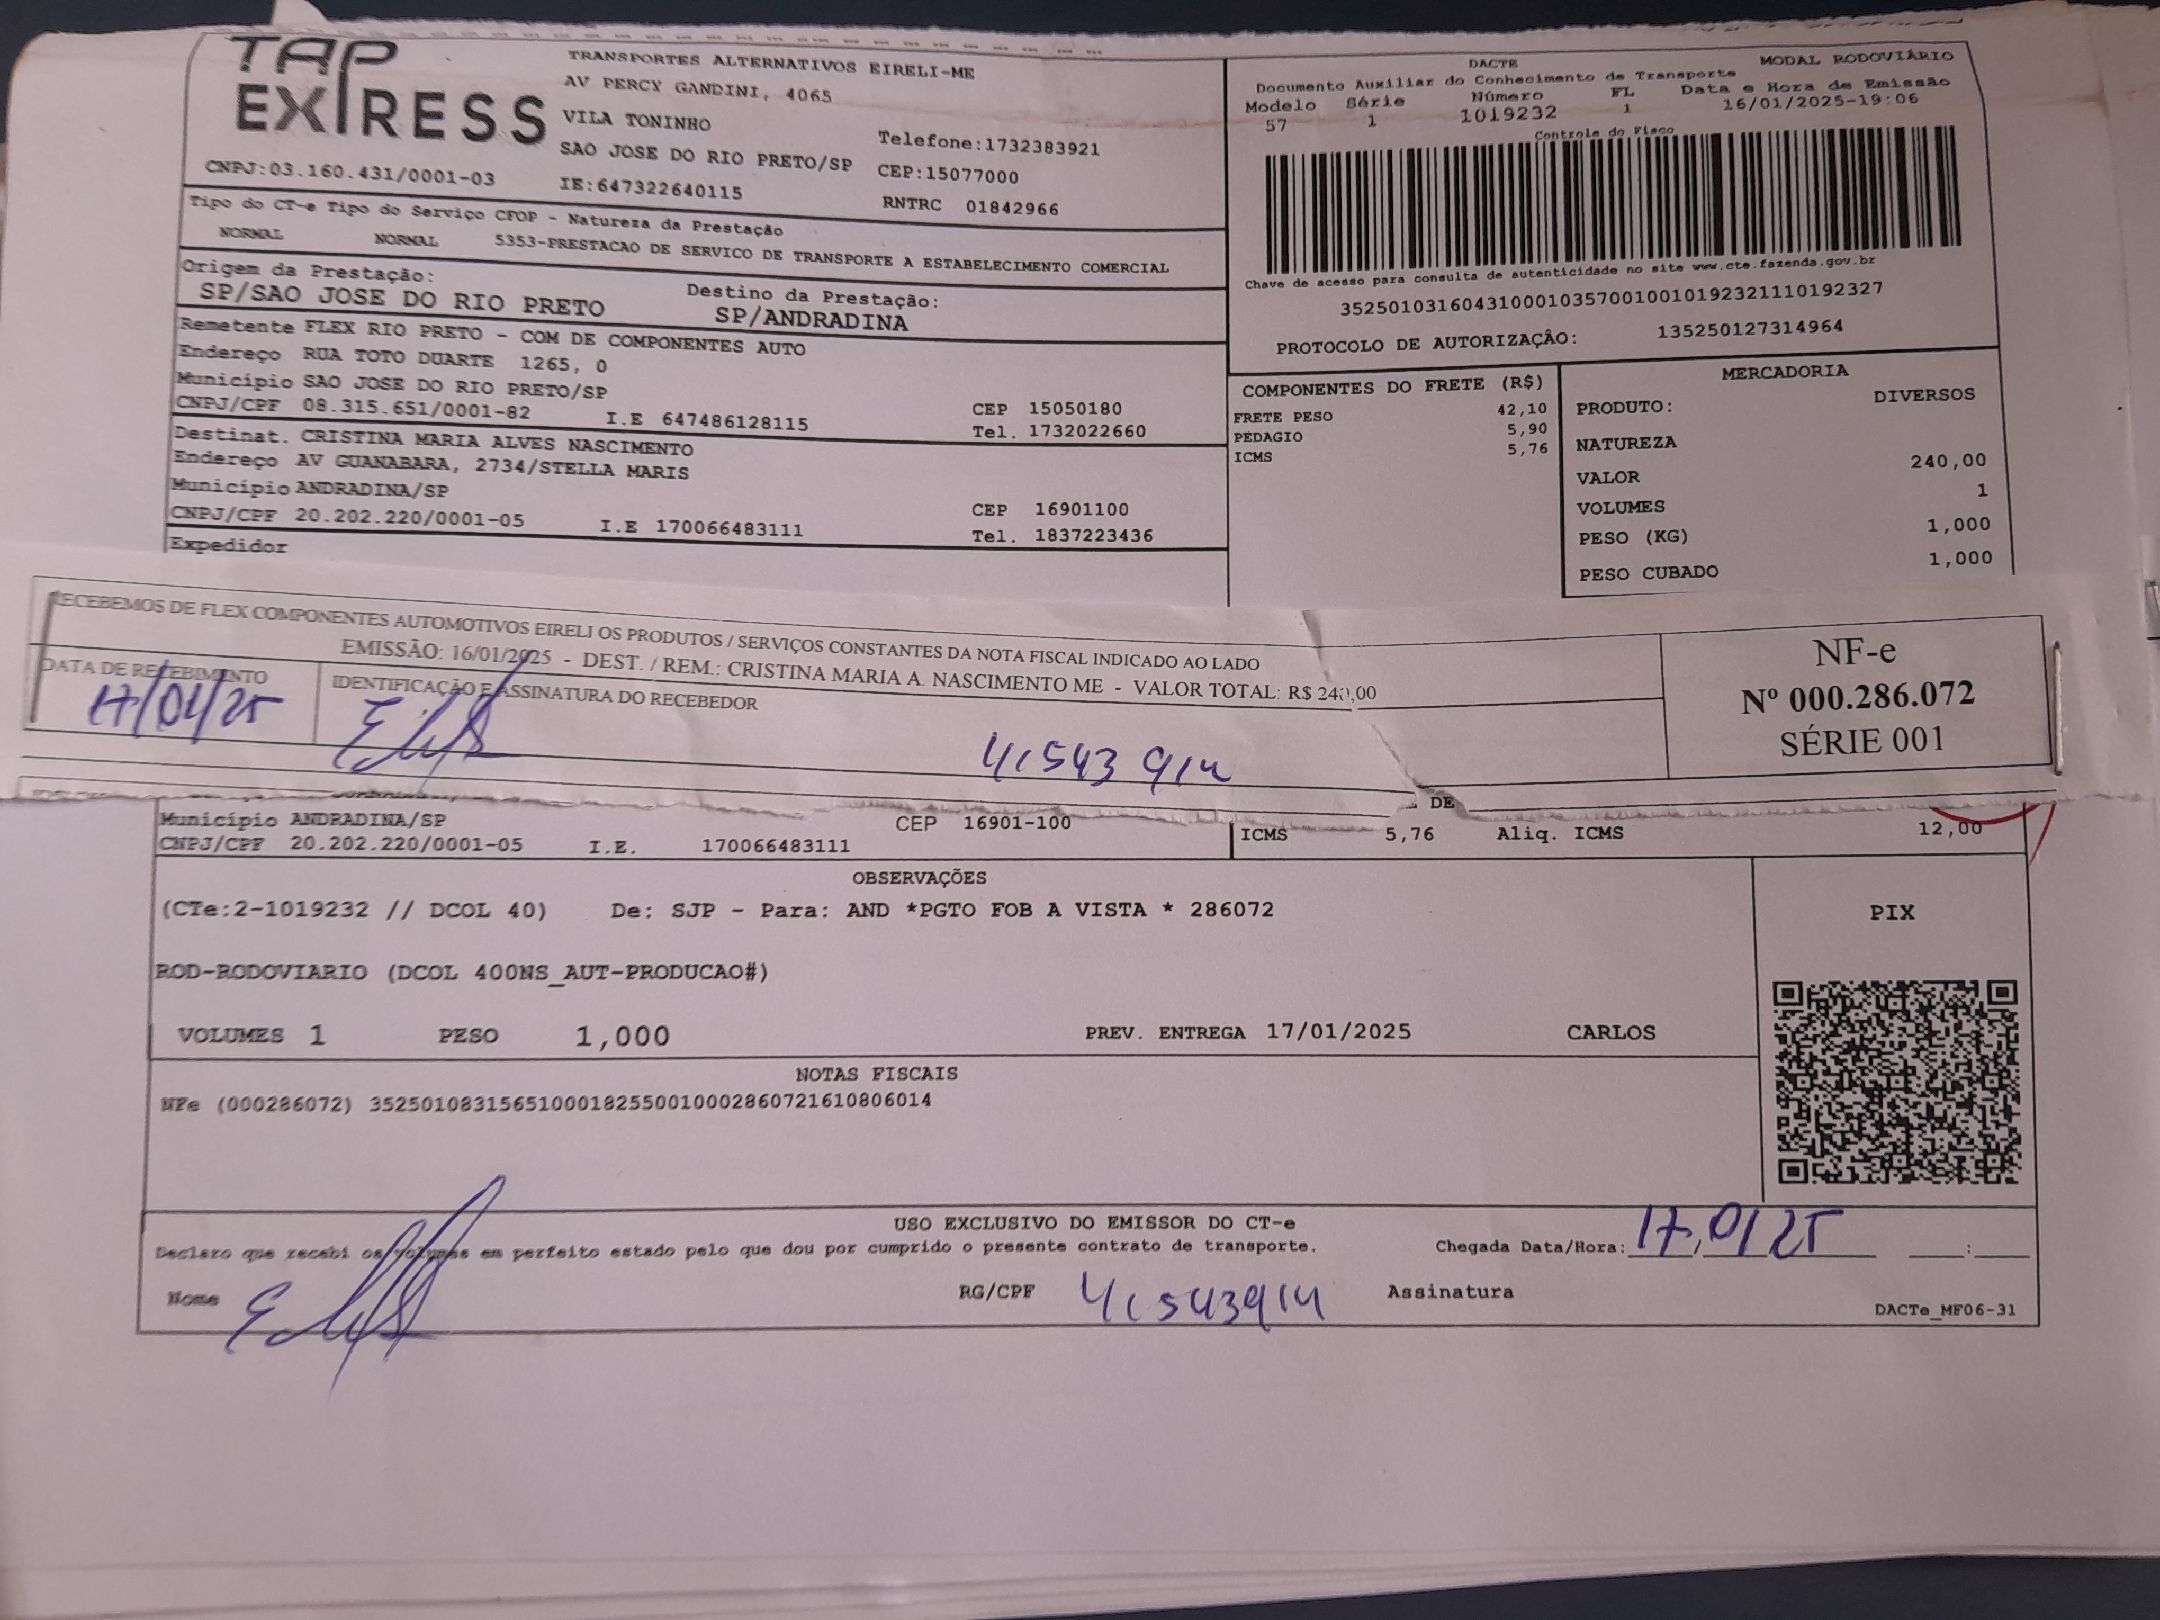 TAP EXPRESS
TRANSPORTES ALTERNATIVOS EIRELI-ME
AV PERCY GANDINI, 4065
VILA TONINHO
Telefone:1732383921
SAO JOSE DO RIO PRETO/SP
CEP:15077000
CNPJ:03.160.431/0001-03
IE:647322640115
RNTRC 01842966
Tipo do CT-e Tipo do Serviço CFOP - Natureza da Prestação
NORMAL NORMAL 5353-PRESTACAO DE SERVICO DE TRANSPORTE A ESTABELECIMENTO COMERCIAL
Origem da Prestação:
SP/SAO JOSE DO RIO PRETO
Destino da Prestação:
SP/ANDRADINA
Remetente FLEX RIO PRETO - COM DE COMPONENTES AUTO
Endereço RUA TOTO DUARTE 1265, 0
Município SAO JOSE DO RIO PRETO/SP
CEP 15050180
CNPJ/CPF 08.315.651/0001-82 I.E 647486128115
Tel. 1732022660
Destinat. CRISTINA MARIA ALVES NASCIMENTO
Endereço AV GUANABARA, 2734/STELLA MARIS
Município ANDRADINA/SP
CEP 16901100
CNPJ/CPF 20.202.220/0001-05 I.E 170066483111
Tel. 1837223436
Expedidor
DACTE
MODAL RODOVIÁRIO
Documento Auxiliar do Conhecimento de Transporte
Modelo Série Número FL Data e Hora de Emissão
57 1 1019232 1 16/01/2025-19:06
Controle do Fisco
Chave de acesso para consulta de autenticidade no site www.cte.fazenda.gov.br
35250103160431000103570010010192321110192327
PROTOCOLO DE AUTORIZAÇÃO: 135250127314964
COMPONENTES DO FRETE (R$)
FRETE PESO 42,10
PEDAGIO 5,90
ICMS 5,76
MERCADORIA
PRODUTO: DIVERSOS
NATUREZA
VALOR 240,00
VOLUMES 1
PESO (KG) 1,000
PESO CUBADO 1,000
RECEBEMOS DE FLEX COMPONENTES AUTOMOTIVOS EIRELI OS PRODUTOS / SERVIÇOS CONSTANTES DA NOTA FISCAL INDICADO AO LADO
EMISSÃO: 16/01/2025 - DEST. / REM.: CRISTINA MARIA A. NASCIMENTO ME - VALOR TOTAL: R$ 240,00
DATA DE RECEBIMENTO
17/01/25
IDENTIFICAÇÃO E ASSINATURA DO RECEBEDOR
41543914
NF-e
Nº 000.286.072
SÉRIE 001
DE
Município ANDRADINA/SP
CEP 16901-100
CNPJ/CPF 20.202.220/0001-05 I.E. 170066483111
ICMS 5,76 Aliq. ICMS 12,00
OBSERVAÇÕES
(CTe:2-1019232 // DCOL 40) De: SJP - Para: AND *PGTO FOB A VISTA * 286072
ROD-RODOVIARIO (DCOL 400NS_AUT-PRODUCAO#)
VOLUMES 1 PESO 1,000 PREV. ENTREGA 17/01/2025 CARLOS
PIX
NOTAS FISCAIS
NFe (000286072) 35250108315651000182550010002860721610806014
USO EXCLUSIVO DO EMISSOR DO CT-e
Declaro que recebi os volumes em perfeito estado pelo que dou por cumprido o presente contrato de transporte.
Chegada Data/Hora: 17/01/25 :
Nome
RG/CPF 41543914
Assinatura
DACTe_MF06-31